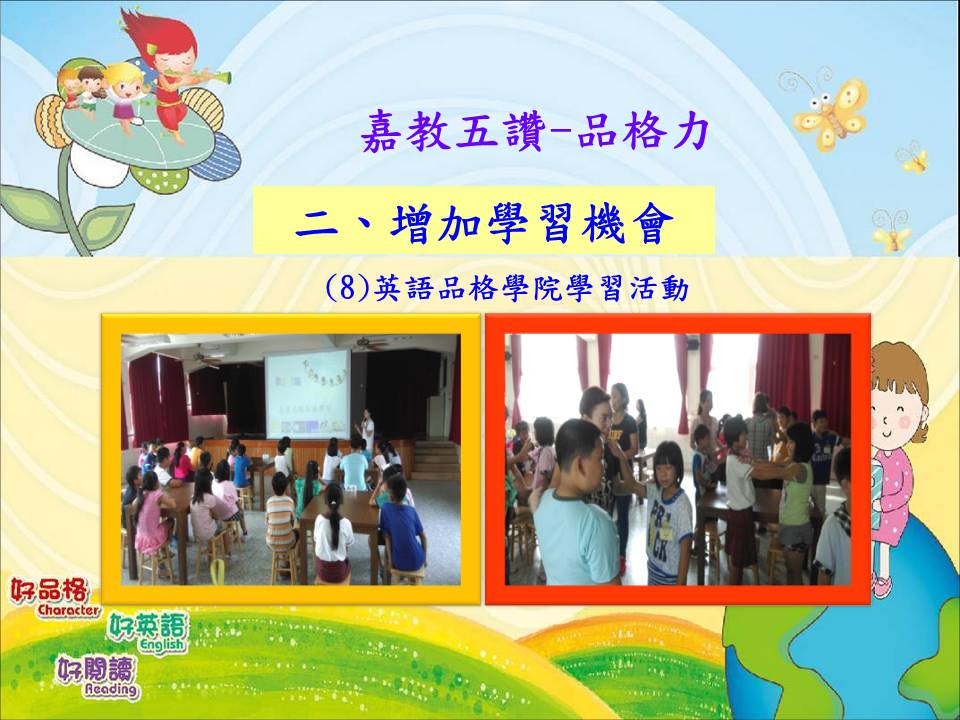 嘉教五讚-品格力
二、增加學習機會
(8)英語品格學院學習活動
好品格
Character
好英語
English
好閱讀
Reading